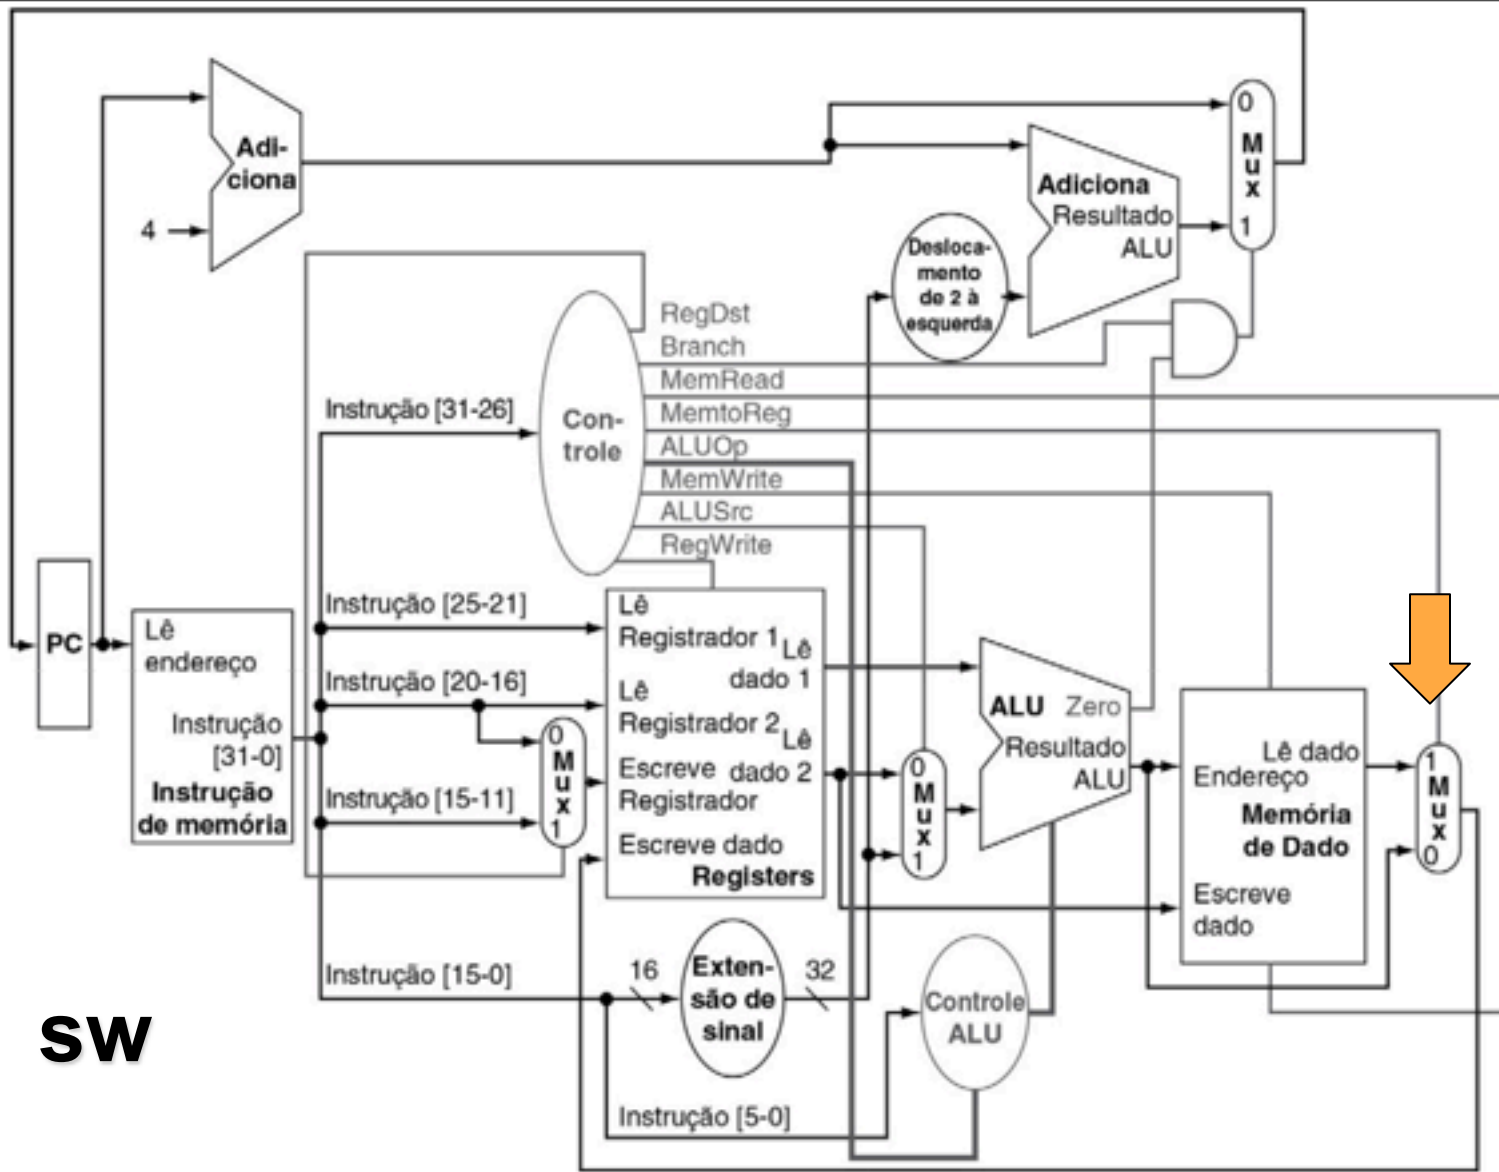 0
M
u
x
1
Adi-
ciona
4
Adiciona
Resultado
ALU
Desloca-
mento
de 2 à
esquerda
RegDst
Branch
MemRead
MemtoReg
ALUOp
MemWrite
ALUSrc
RegWrite
Con-
trole
Instrução [31-26]
PC
Lê
endereço
Instrução
[31-0]
Instrução
de memória
Instrução [25-21]
Instrução [20-16]
Instrução [15-11]
0
M
u
x
1
Lê
Registrador 1
Lê
dado 1
Lê
Registrador 2
Lê
dado 2
Escreve
Registrador
Escreve dado
Registers
0
M
u
x
1
ALU Zero
Resultado
ALU
Lê dado
Endereço
Memória
de Dado
Escreve
dado
1
M
u
x
0
Instrução [15-0]
16
Exten-
são de
sinal
32
Controle
ALU
Instrução [5-0]
sw